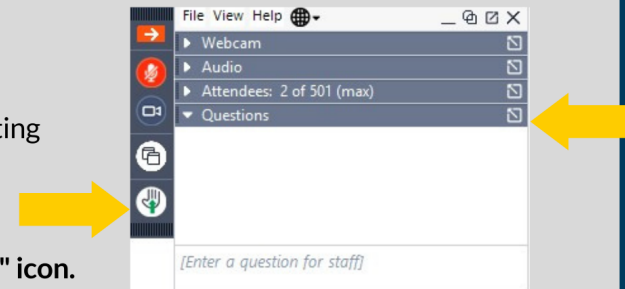 File View Help
Webcam
Audio
Attendees: 2 of 501 (max)
Questions
ting
[Enter a question for staff]
" icon.